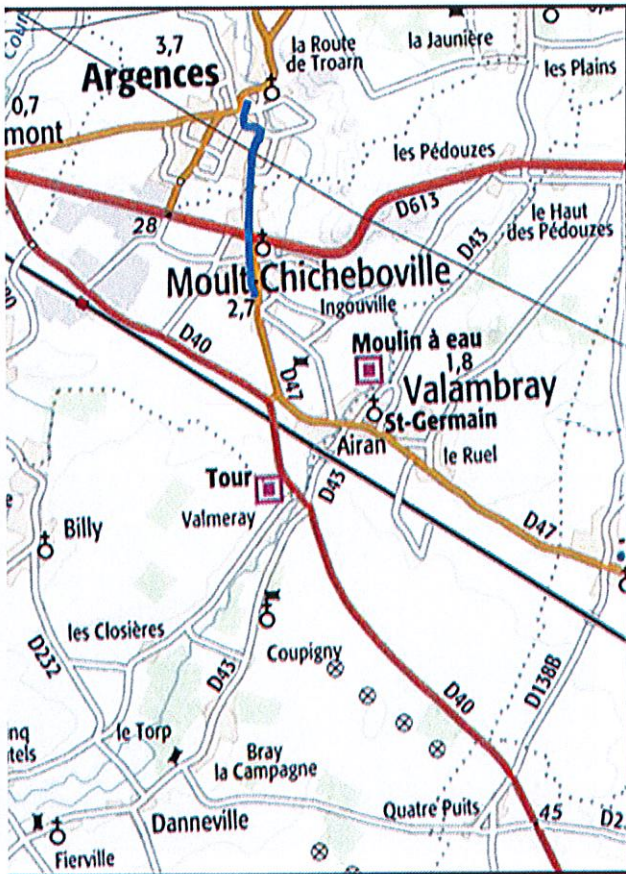 3,7
la Route
de Troarn
la Jaunière
les Plains
Argences
0,7
mont
les Pédouzes
D613
28
le Haut
des Pédouzes
D43
Moult-Chicheboville
2,7
Ingouville
D40
Moulin à eau
1,8
D47
Valambray
St-Germain
Airan
le Ruel
Tour
D43
Valmeray
D47
Billy
les Closières
D232
D43
Coupigny
D40
D138B
le Torp
Bray
la Campagne
Quatre Puits
45
Danneville
Fierville